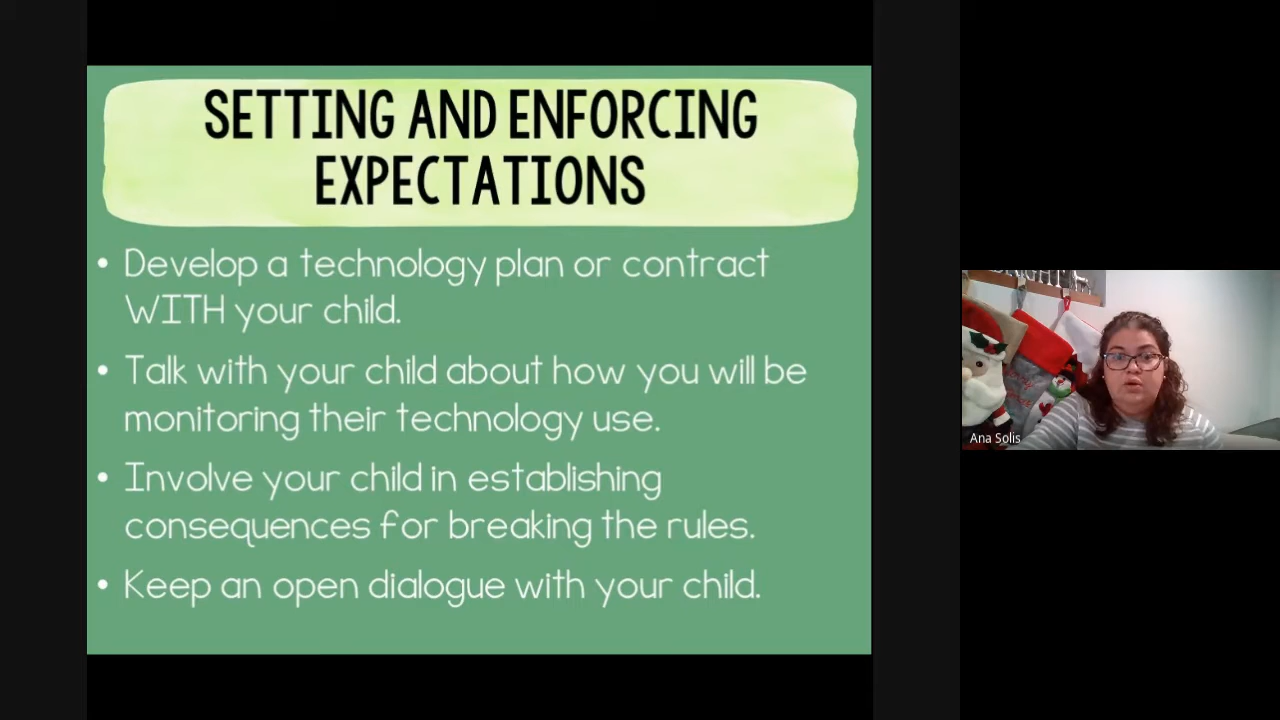 SETTING AND ENFORCING
EXPECTATIONS
• Develop a technology plan or contract
WITH your child.
• Talk with your child about how you will be
monitoring their technology use.
• Involve your child in establishing
consequences for breaking the rules.
• Keep an open dialogue with your child.
Ana Solis